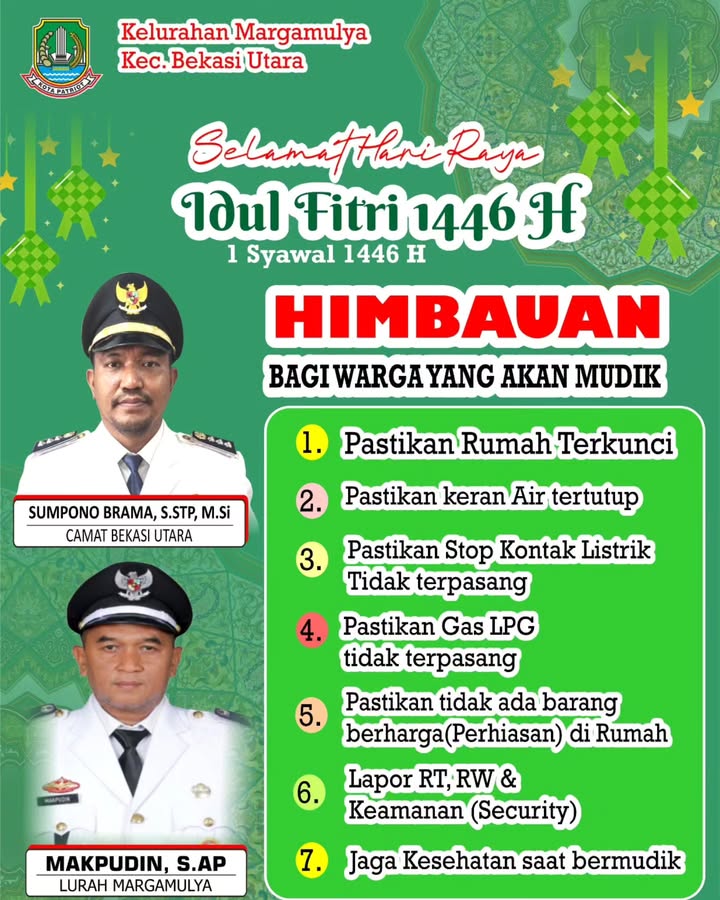 Kelurahan Margamulya
Kec. Bekasi Utara
KOTA PATRIOT
Selamat Hari Raya
Idul Fitri 1446 H
1 Syawal 1446 H
HIMBAUAN
BAGI WARGA YANG AKAN MUDIK
1. Pastikan Rumah Terkunci
2. Pastikan keran Air tertutup
3. Pastikan Stop Kontak Listrik
Tidak terpasang
4. Pastikan Gas LPG
tidak terpasang
5. Pastikan tidak ada barang
berharga(Perhiasan) di Rumah
6. Lapor RT, RW &
Keamanan (Security)
7. Jaga Kesehatan saat bermudik
SUMPONO BRAMA, S.STP, M.Si
CAMAT BEKASI UTARA
MAKPUDIN
MAKPUDIN, S.AP
LURAH MARGAMULYA